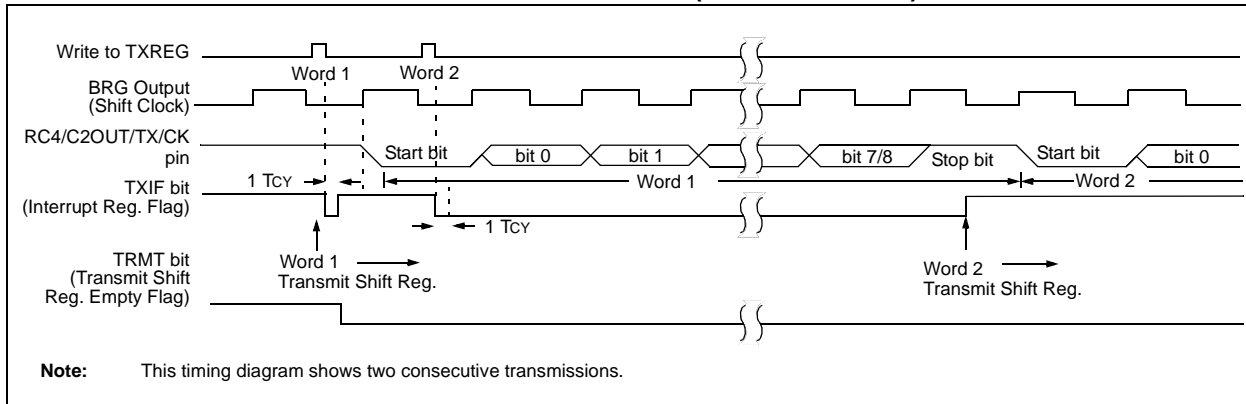 Write to TXREG
Word 1 Word 2
BRG Output
(Shift Clock)
RC4/C2OUT/TX/CK
pin
Start bit bit 0 bit 1 bit 7/8 Stop bit Start bit bit 0
1 TCY Word 1 Word 2
TXIF bit
(Interrupt Reg. Flag)
1 TCY
TRMT bit
(Transmit Shift
Reg. Empty Flag)
Word 1
Transmit Shift Reg.
Word 2
Transmit Shift Reg.
Note: This timing diagram shows two consecutive transmissions.